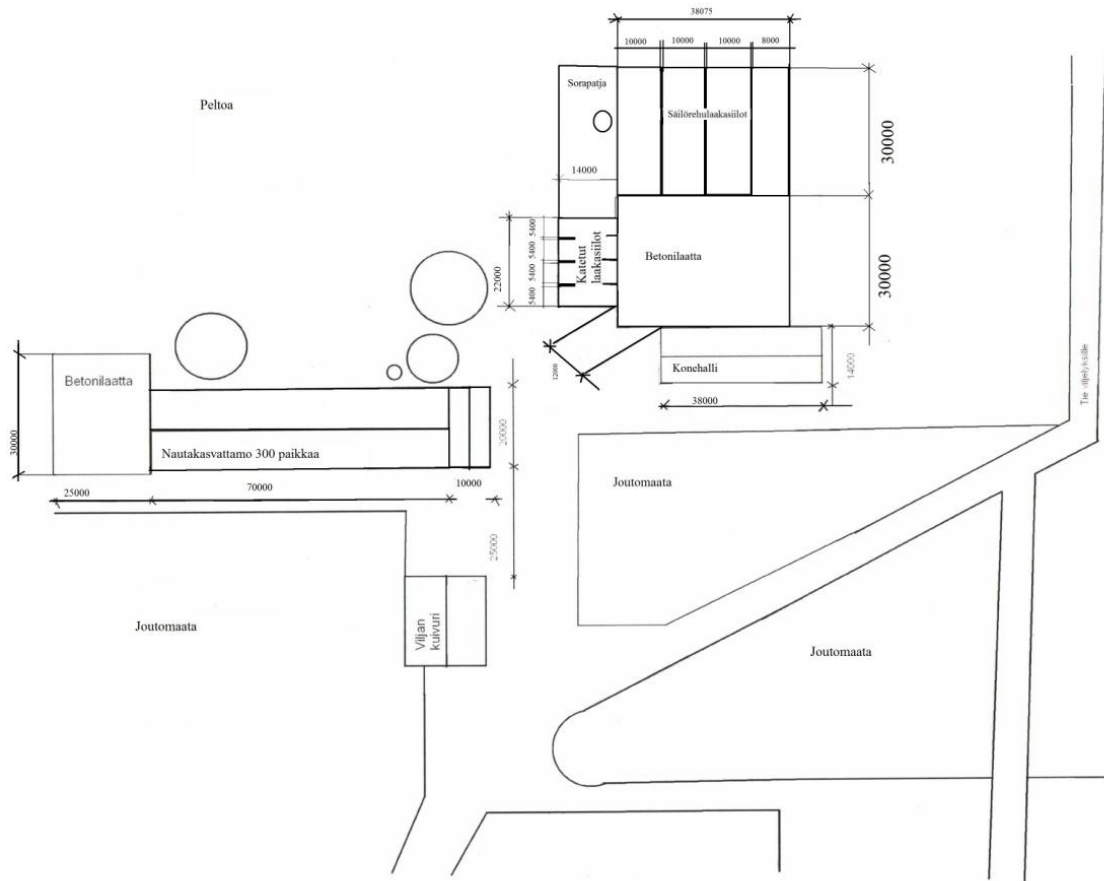 38075
10000
10000
10000
8000
Sorapatja
Peltoa
Säilörehulaakasiilot
30000
14000
5400
5400
5400
5400
22000
Katetut
laakasiilot
Betonilaatta
30000
12000
Konehalli
14000
38000
Tie viljelyksille
Betonilaatta
30000
Nautakasvattamo 300 paikkaa
20000
25000
70000
10000
Joutomaata
25000
Joutomaata
Viljan
kuivuri
Joutomaata